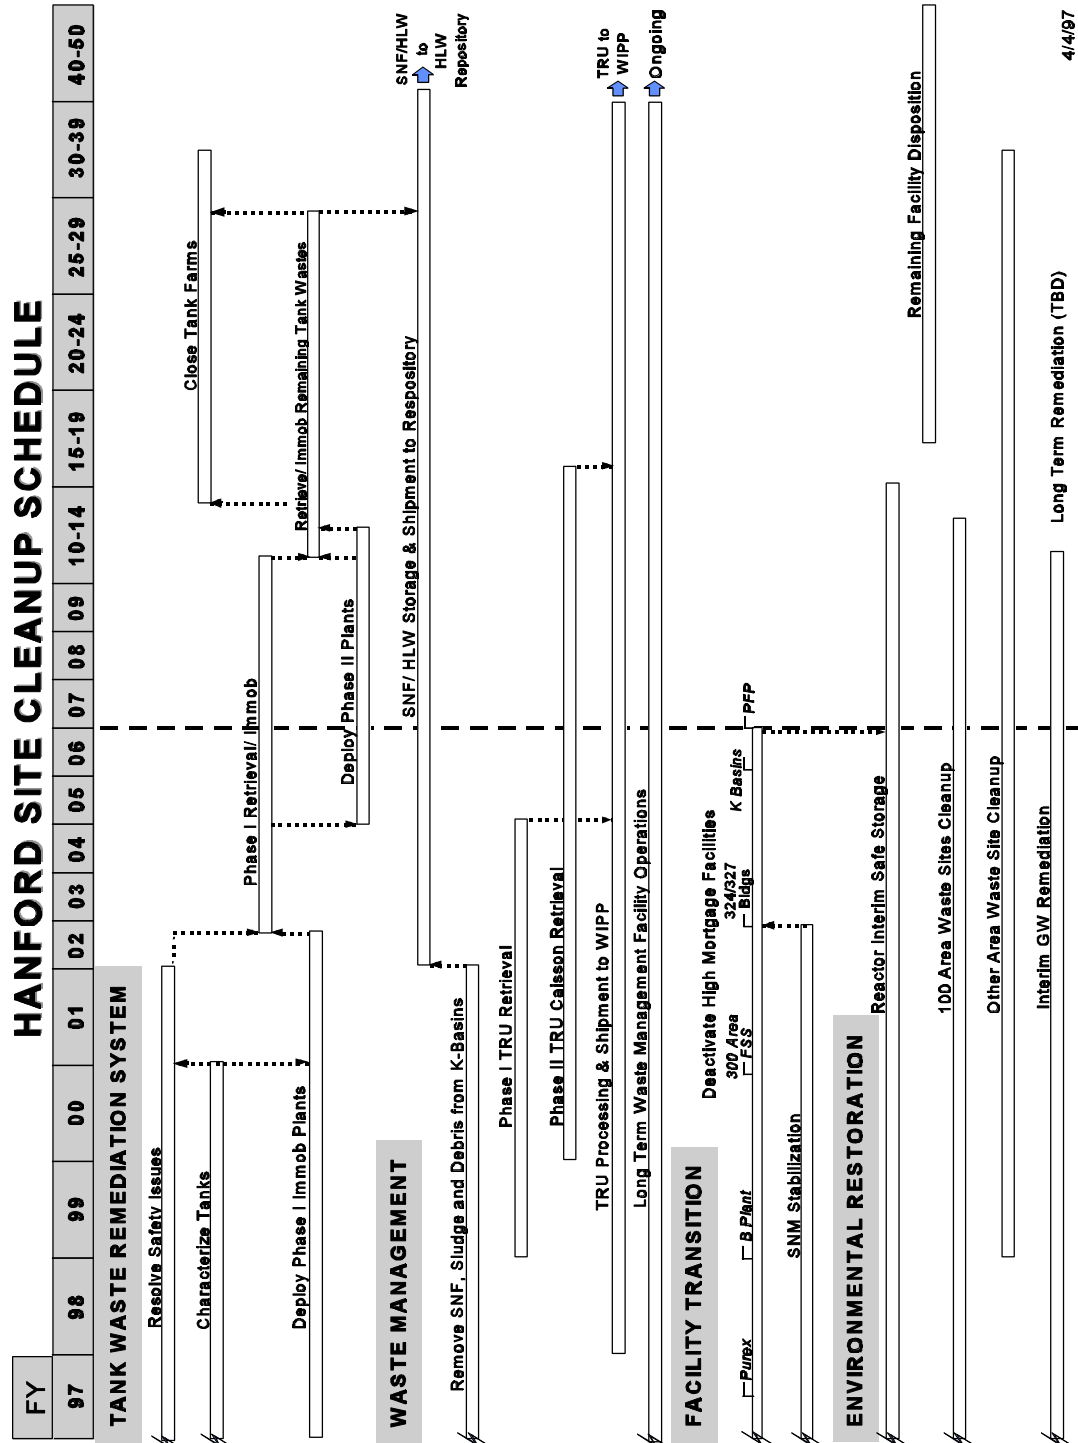 HANFORD SITE CLEANUP SCHEDULE
FY
97 98 99 00 01 02 03 04 05 06 07 08 09 10-14 15-19 20-24 25-29 30-39 40-50
TANK WASTE REMEDIATION SYSTEM
Resolve Safety Issues
Close Tank Farms
Characterize Tanks
Phase I Retrieval/ Immob
Deploy Phase I Immob Plants
Retrieve/ Immob Remaining Tank Wastes
Deploy Phase II Plants
WASTE MANAGEMENT
SNF/ HLW Storage & Shipment to Respository
SNF/HLW
to
HLW
Repository
Remove SNF, Sludge and Debris from K-Basins
Phase I TRU Retrieval
Phase II TRU Caisson Retrieval
TRU Processing & Shipment to WIPP
TRU to
WIPP
Long Term Waste Management Facility Operations
Ongoing
FACILITY TRANSITION
Deactivate High Mortgage Facilities
Purex
B Plant
300 Area
FSS
324/327
Bldgs
K Basins
PFP
SNM Stabilization
ENVIRONMENTAL RESTORATION
Reactor Interim Safe Storage
Remaining Facility Disposition
100 Area Waste Sites Cleanup
Other Area Waste Site Cleanup
Interim GW Remediation
Long Term Remediation (TBD)
4/4/97